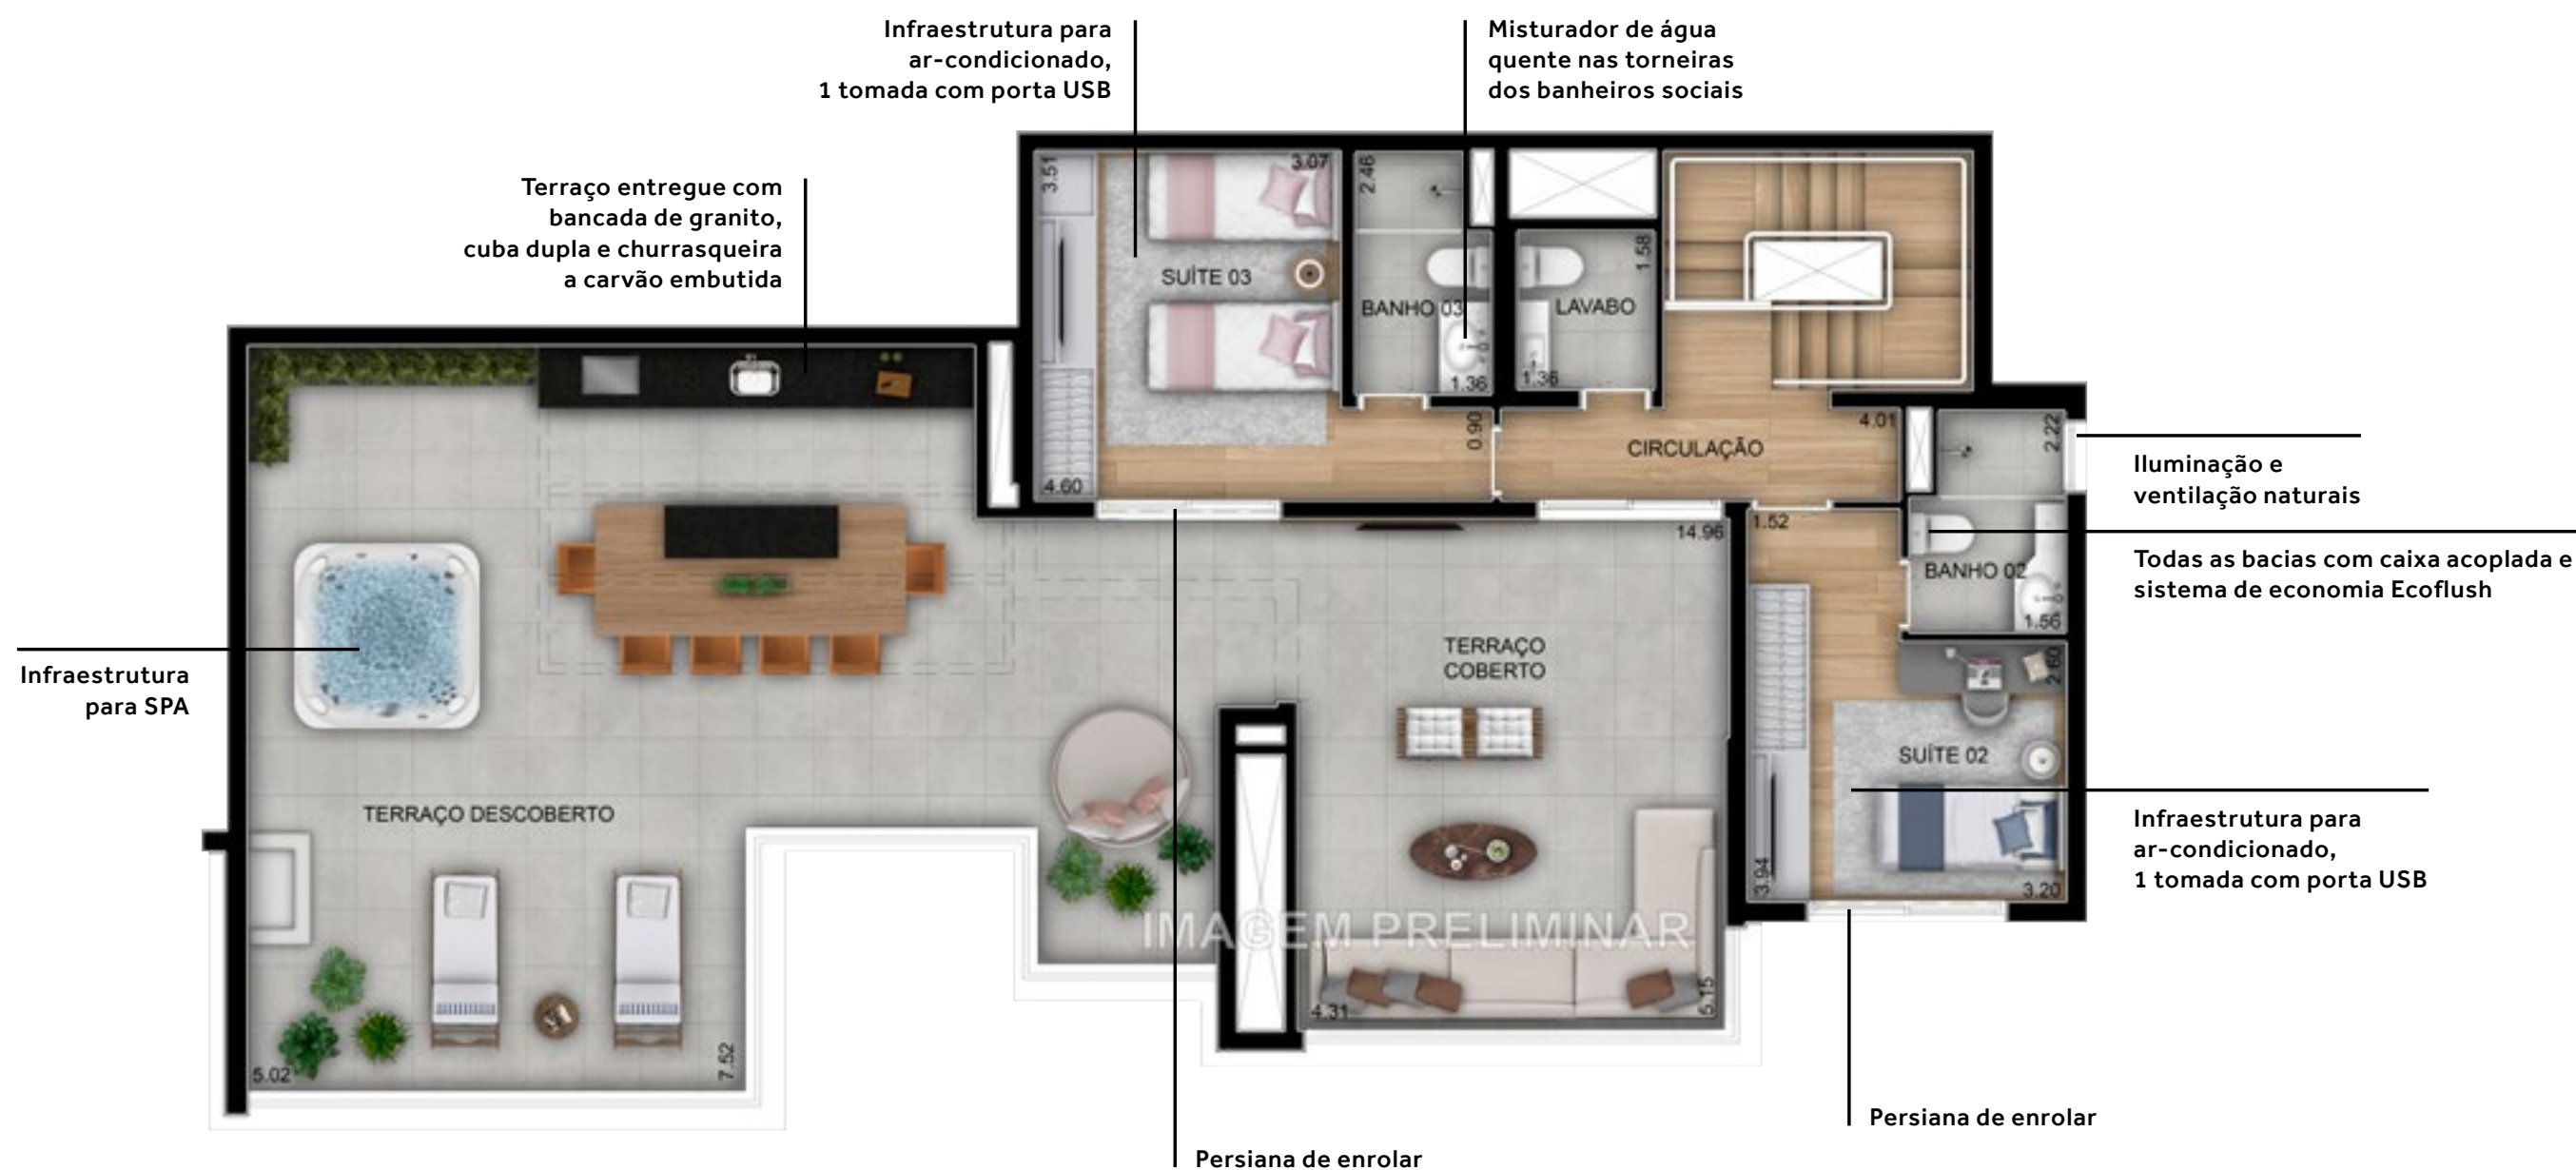 Infraestrutura para
ar-condicionado,
1 tomada com porta USB
Misturador de água
quente nas torneiras
dos banheiros sociais
Terraço entregue com
bancada de granito,
cuba dupla e churrasqueira
a carvão embutida
3.51
3.07
2.46
SUÍTE 03
BANHO 03
1.36
1.58
LAVABO
1.36
4.60
0.90
CIRCULAÇÃO
4.01
2.22
Iluminação e
ventilação naturais
14.96
1.52
BANHO 02
1.56
Todas as bacias com caixa acoplada e
sistema de economia Ecoflush
Infraestrutura
para SPA
TERRAÇO
COBERTO
2.60
SUÍTE 02
TERRAÇO DESCOBERTO
3.94
3.20
Infraestrutura para
ar-condicionado,
1 tomada com porta USB
IMAGEM PRELIMINAR
4.31
5.02
7.52
Persiana de enrolar
Persiana de enrolar